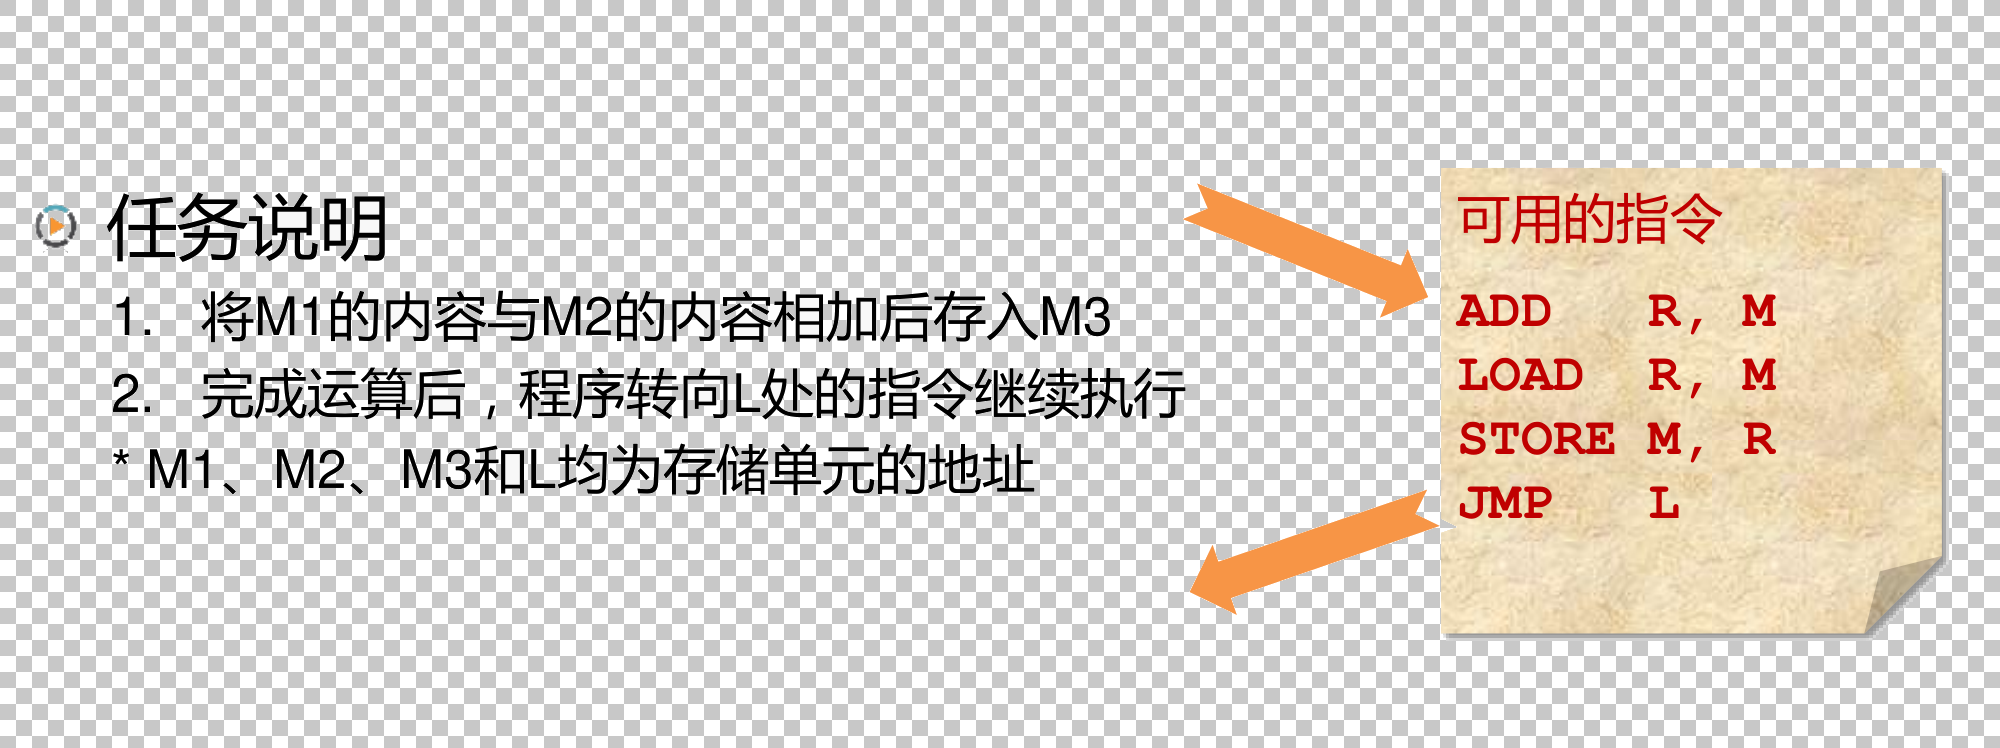 任务说明
1. 将M1的内容与M2的内容相加后存入M3
2. 完成运算后，程序转向L处的指令继续执行
* M1、M2、M3和L均为存储单元的地址
可用的指令
ADD R, M
LOAD R, M
STORE M, R
JMP L